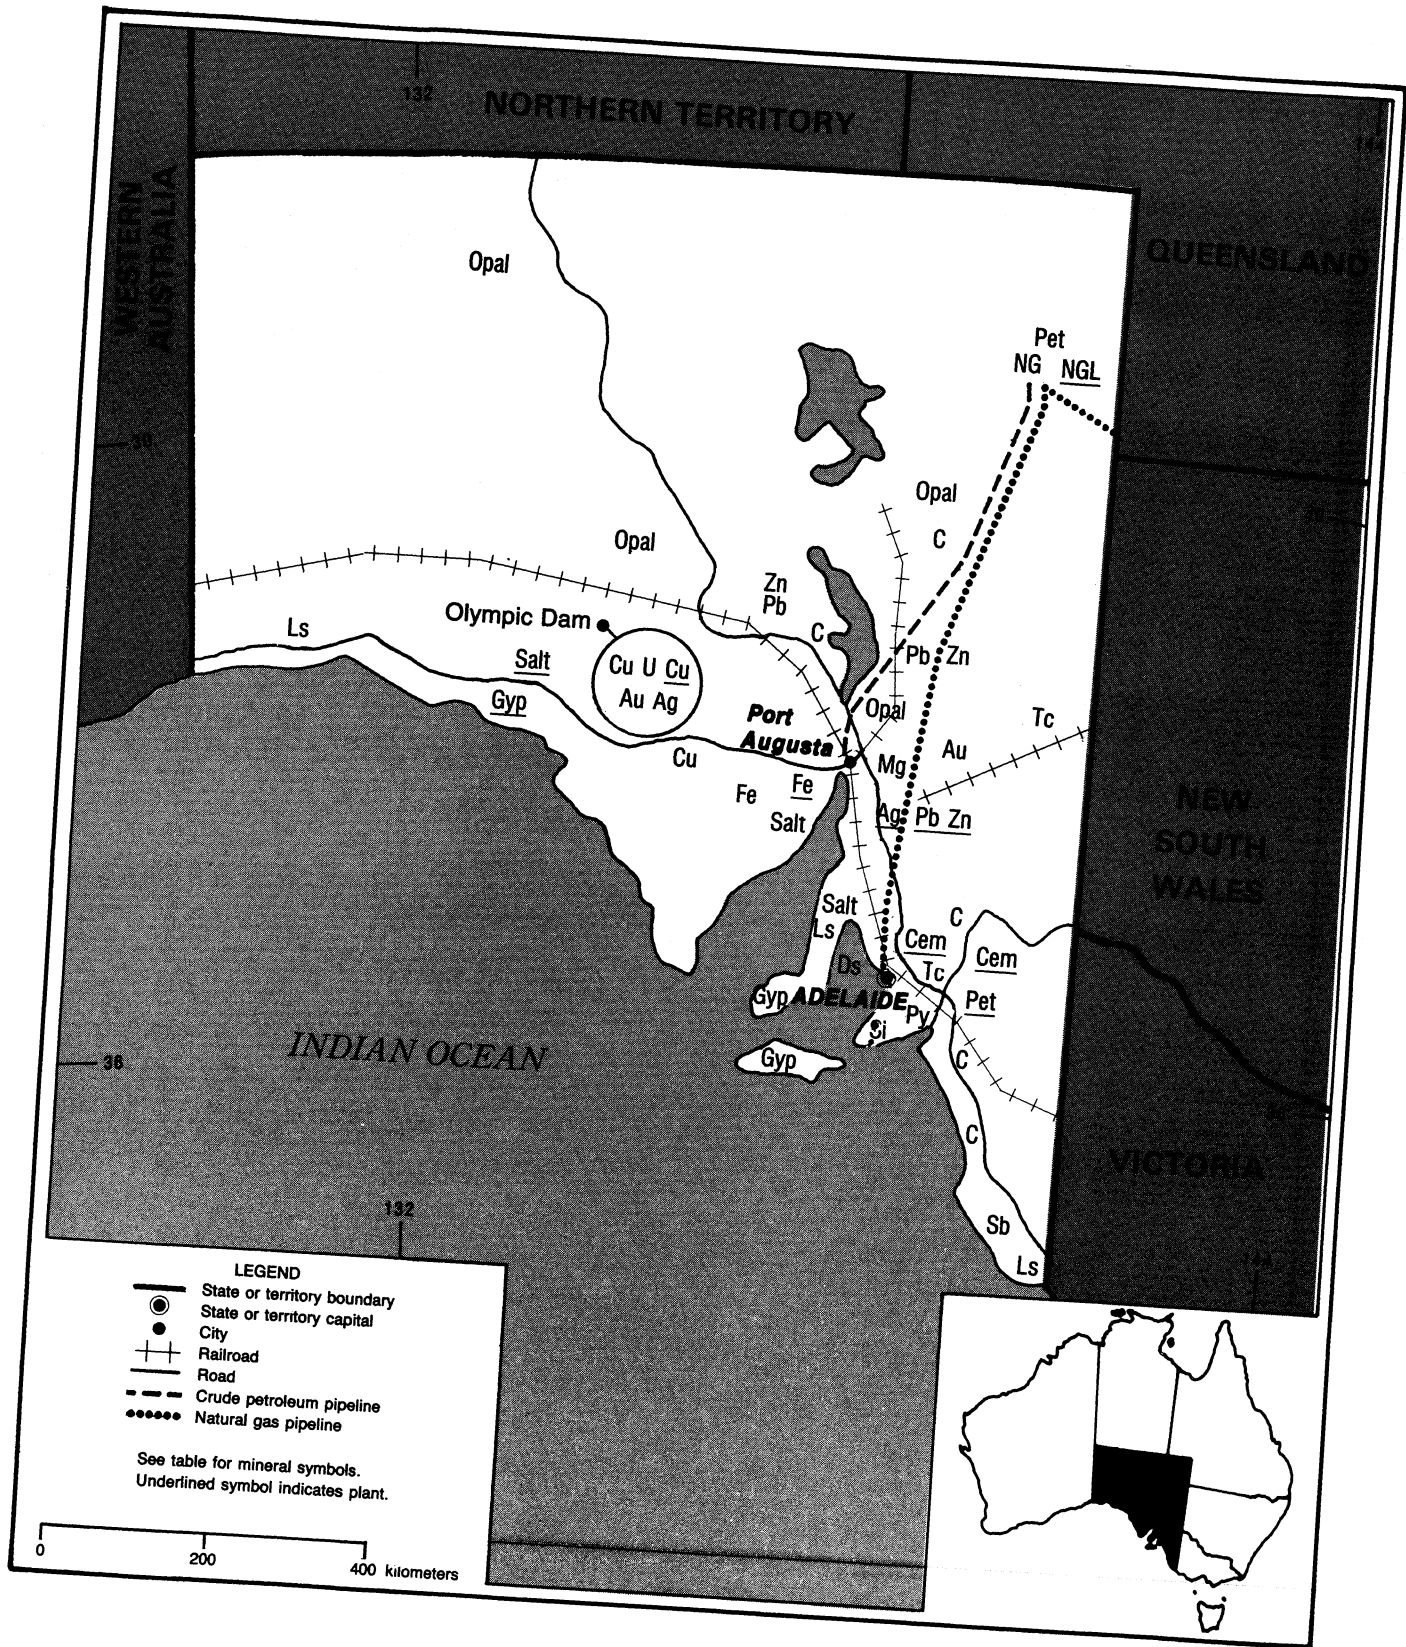 132
NORTHERN TERRITORY
144
WESTERN
AUSTRALIA
QUEENSLAND
Opal
Pet
NG NGL
30
Opal
C
Opal
Zn
Pb
C
Olympic Dam
Ls
Salt
Cu U Cu
Au Ag
Pb Zn
Gyp
Opal
Port
Augusta
Tc
Au
Cu
Mg
Fe
Fe
Salt
Ag Pb Zn
NEW
SOUTH
WALES
Salt
Ls
C
Cem
Cem
Ds
Tc
Gyp
ADELAIDE
Pet
Py
Si
INDIAN OCEAN
Gyp
C
36
C
VICTORIA
132
Sb
Ls
144
LEGEND
State or territory boundary
State or territory capital
City
Railroad
Road
Crude petroleum pipeline
Natural gas pipeline
See table for mineral symbols.
Underlined symbol indicates plant.
0
200
400 kilometers